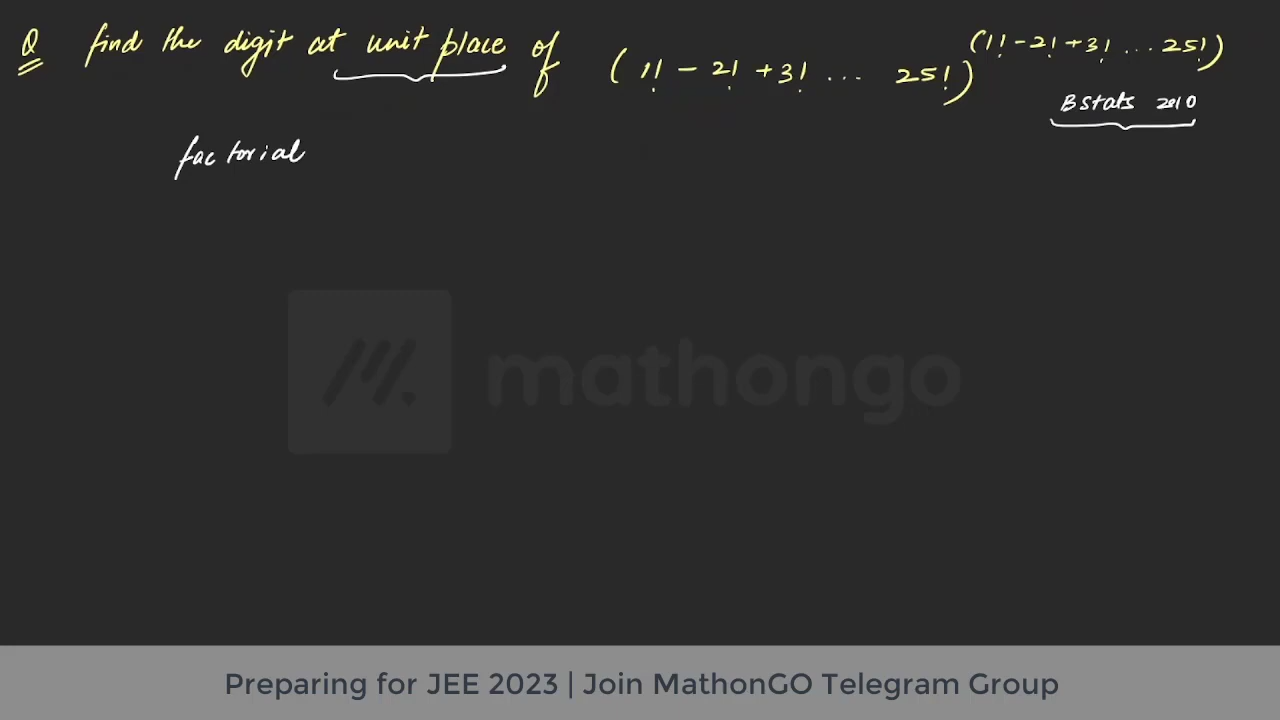 Q find the digit at unit place of (1! - 2! + 3! ... 25!)^(1! - 2! + 3! ... 25!)
BStats 2010
factorial
mathongo
Preparing for JEE 2023 | Join MathonGO Telegram Group